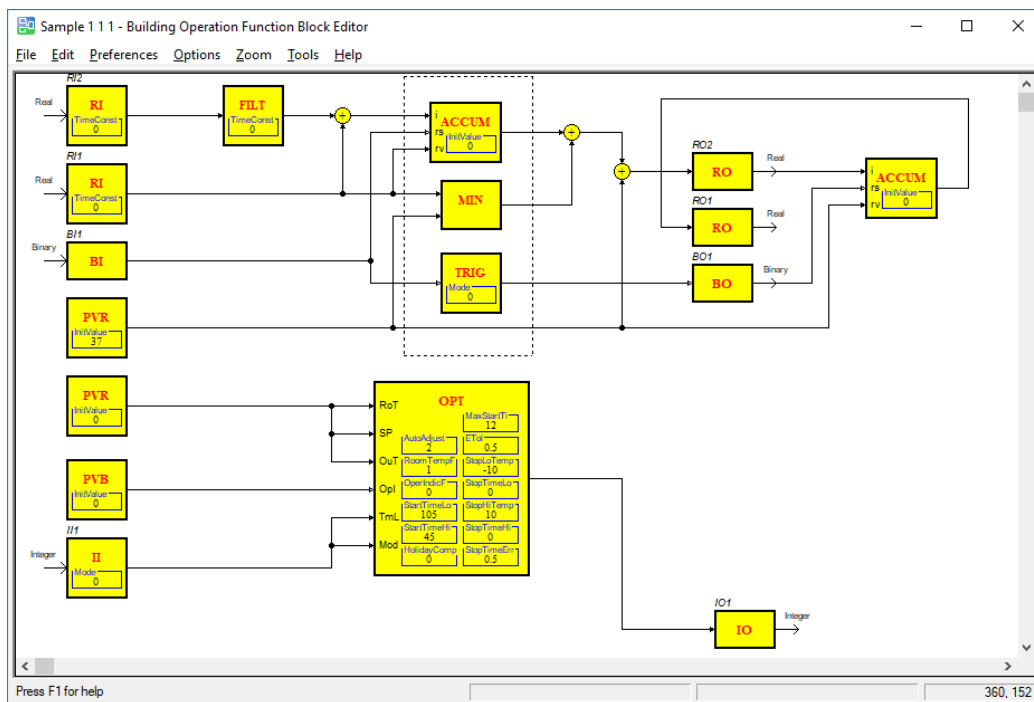 Sample 1 1 1 - Building Operation Function Block Editor
File Edit Preferences Options Zoom Tools Help
RI2
Real
RI
TimeConst
0
FILT
TimeConst
0
+
i
rs
rv
ACCUM
InitValue
0
+
+
RO2
RO
Real
i
rs
rv
ACCUM
InitValue
0
RI1
Real
RI
TimeConst
0
MIN
RO1
RO
Real
BI1
Binary
BI
TRIG
Mode
0
BO1
BO
Binary
PVR
InitValue
37
PVR
InitValue
0
PVB
InitValue
0
II1
Integer
II
Mode
0
OPT
RoT
SP
OuT
OpI
TmL
Mod
MaxStartTi
12
AutoAdjust
2
ETol
0.5
RoomTempF
1
StopLoTemp
-10
OperIndicF
0
StopTimeLo
0
StartTimeLo
105
StopHiTemp
10
StartTimeHi
45
StopTimeHi
0
HolidayComp
0
StopTimeErr
0.5
IO1
IO
Integer
Press F1 for help
360, 152